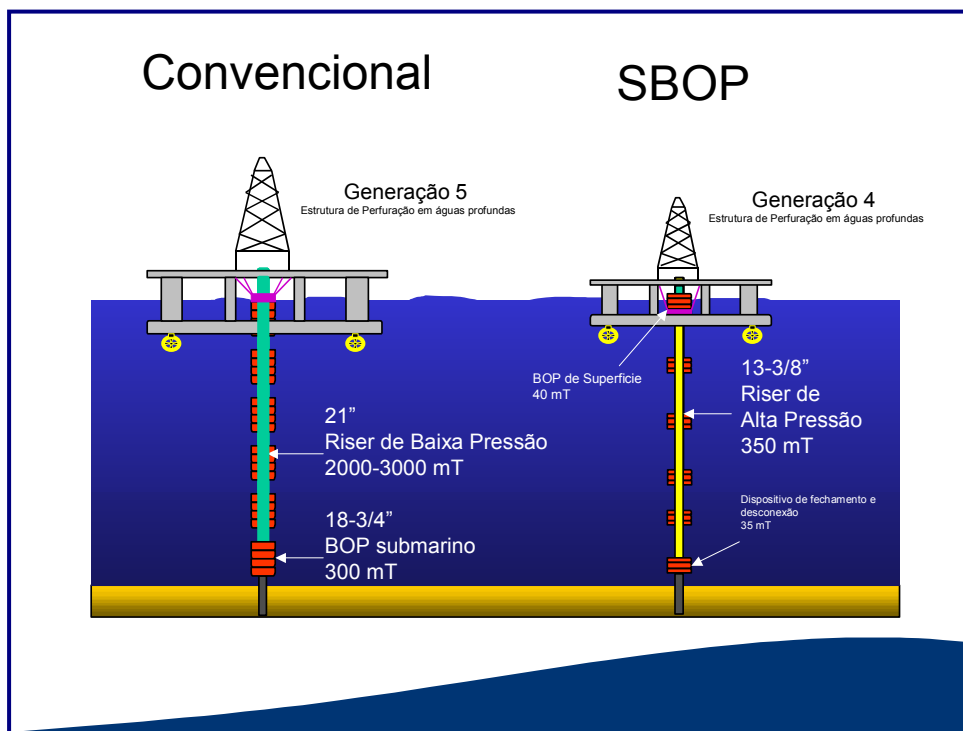 Convencional
SBOP
Generação 5
Estrutura de Perfuração em águas profundas
Generação 4
Estrutura de Perfuração em águas profundas
21”
Riser de Baixa Pressão
2000-3000 mT
18-3/4”
BOP submarino
300 mT
BOP de Superficie
40 mT
13-3/8”
Riser de
Alta Pressão
350 mT
Dispositivo de fechamento e
desconexão
35 mT